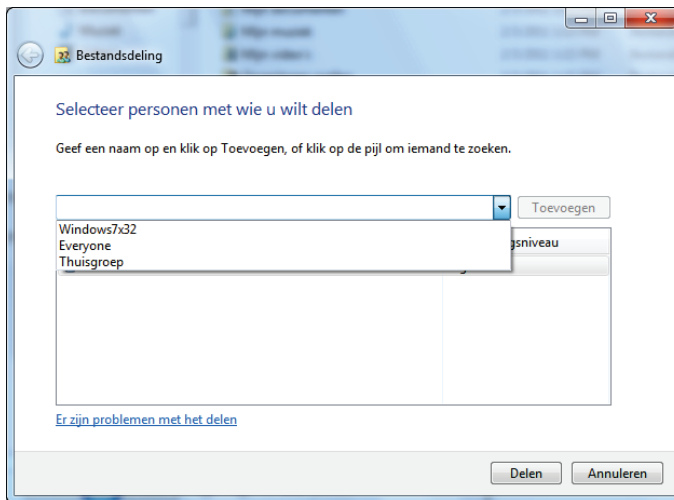 Bestandsdeling
Selecteer personen met wie u wilt delen
Geef een naam op en klik op Toevoegen, of klik op de pijl om iemand te zoeken.
Toevoegen
Windows7x32
Everyone
Thuisgroep
gsniveau
Er zijn problemen met het delen
Delen Annuleren